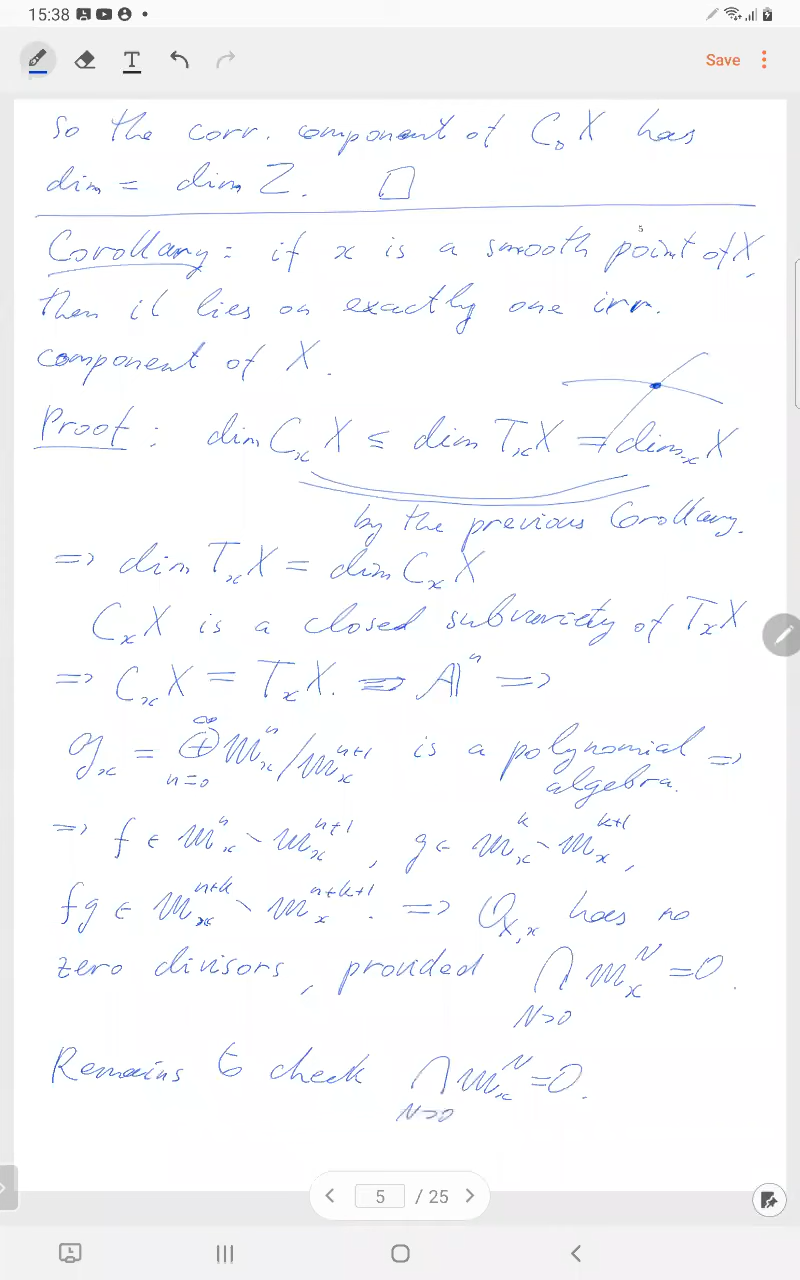 15:38
Save
So the corr. component of C₀X has
dim = dim Z. □
Corollary: if x is a smooth point of X,
then it lies on exactly one irr.
component of X.
Proof: dim CₓX ≤ dim TₓX = dimₓ X
by the previous Corollary.
=> dim TₓX = dim CₓX
CₓX is a closed subvariety of TₓX
=> CₓX = TₓX. ⇒ 𝔸ⁿ =>
𝒪ₓ = ⊕_{n=0}^{∞} mₓⁿ/mₓⁿ⁺¹ is a polynomial =>
algebra.
=> f ∈ mₓⁿ \ mₓⁿ⁺¹, g ∈ mₓᵏ \ mₓᵏ⁺¹,
fg ∈ mₓⁿ⁺ᵏ \ mₓⁿ⁺ᵏ⁺¹. => 𝒪_{X,x} has no
zero divisors, provided ⋂_{N>0} mₓᴺ = 0.
Remains to check ⋂_{N>0} mₓᴺ = 0.
5 / 25